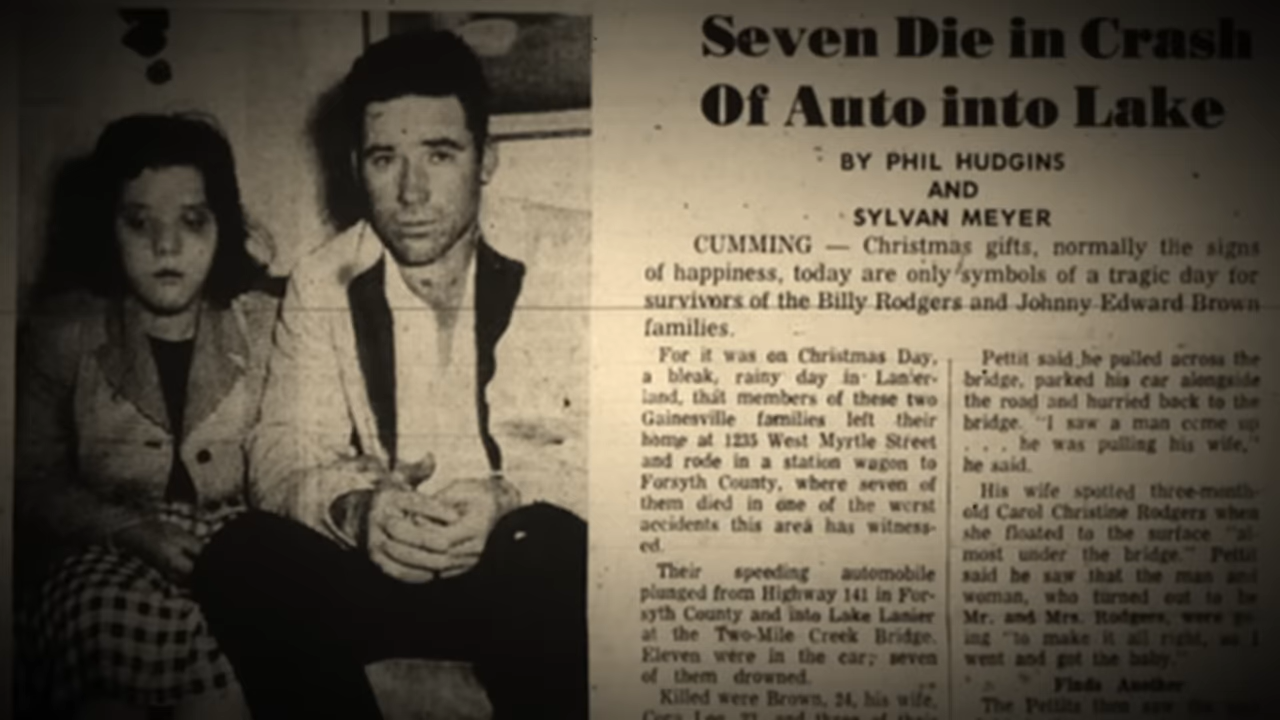 Seven Die in Crash
Of Auto into Lake
BY PHIL HUDGINS
AND
SYLVAN MEYER
CUMMING — Christmas gifts, normally the signs
of happiness, today are only symbols of a tragic day for
survivors of the Billy Rodgers and Johnny Edward Brown
families.
For it was on Christmas Day,
a bleak, rainy day in Lanier-
land, that members of these two
Gainesville families left their
home at 1235 West Myrtle Street
and rode in a station wagon to
Forsyth County, where seven of
them died in one of the worst
accidents this area has witness-
ed.
Their speeding automobile
plunged from Highway 141 in For-
syth County and into Lake Lanier
at the Two-Mile Creek Bridge.
Eleven were in the car; seven
of them drowned.
Killed were Brown, 24, his wife,
Pettit said he pulled across the
bridge, parked his car alongside
the road and hurried back to the
bridge. "I saw a man come up
. . . he was pulling his wife,"
he said.
His wife spotted three-month-
old Carol Christine Rodgers when
she floated to the surface "al-
most under the bridge." Pettit
said he saw that the man and
woman, who turned out to be
Mr. and Mrs. Rodgers, were go-
ing "to make it all right, so I
went and got the baby."
Finds Another
The Pettits then saw the